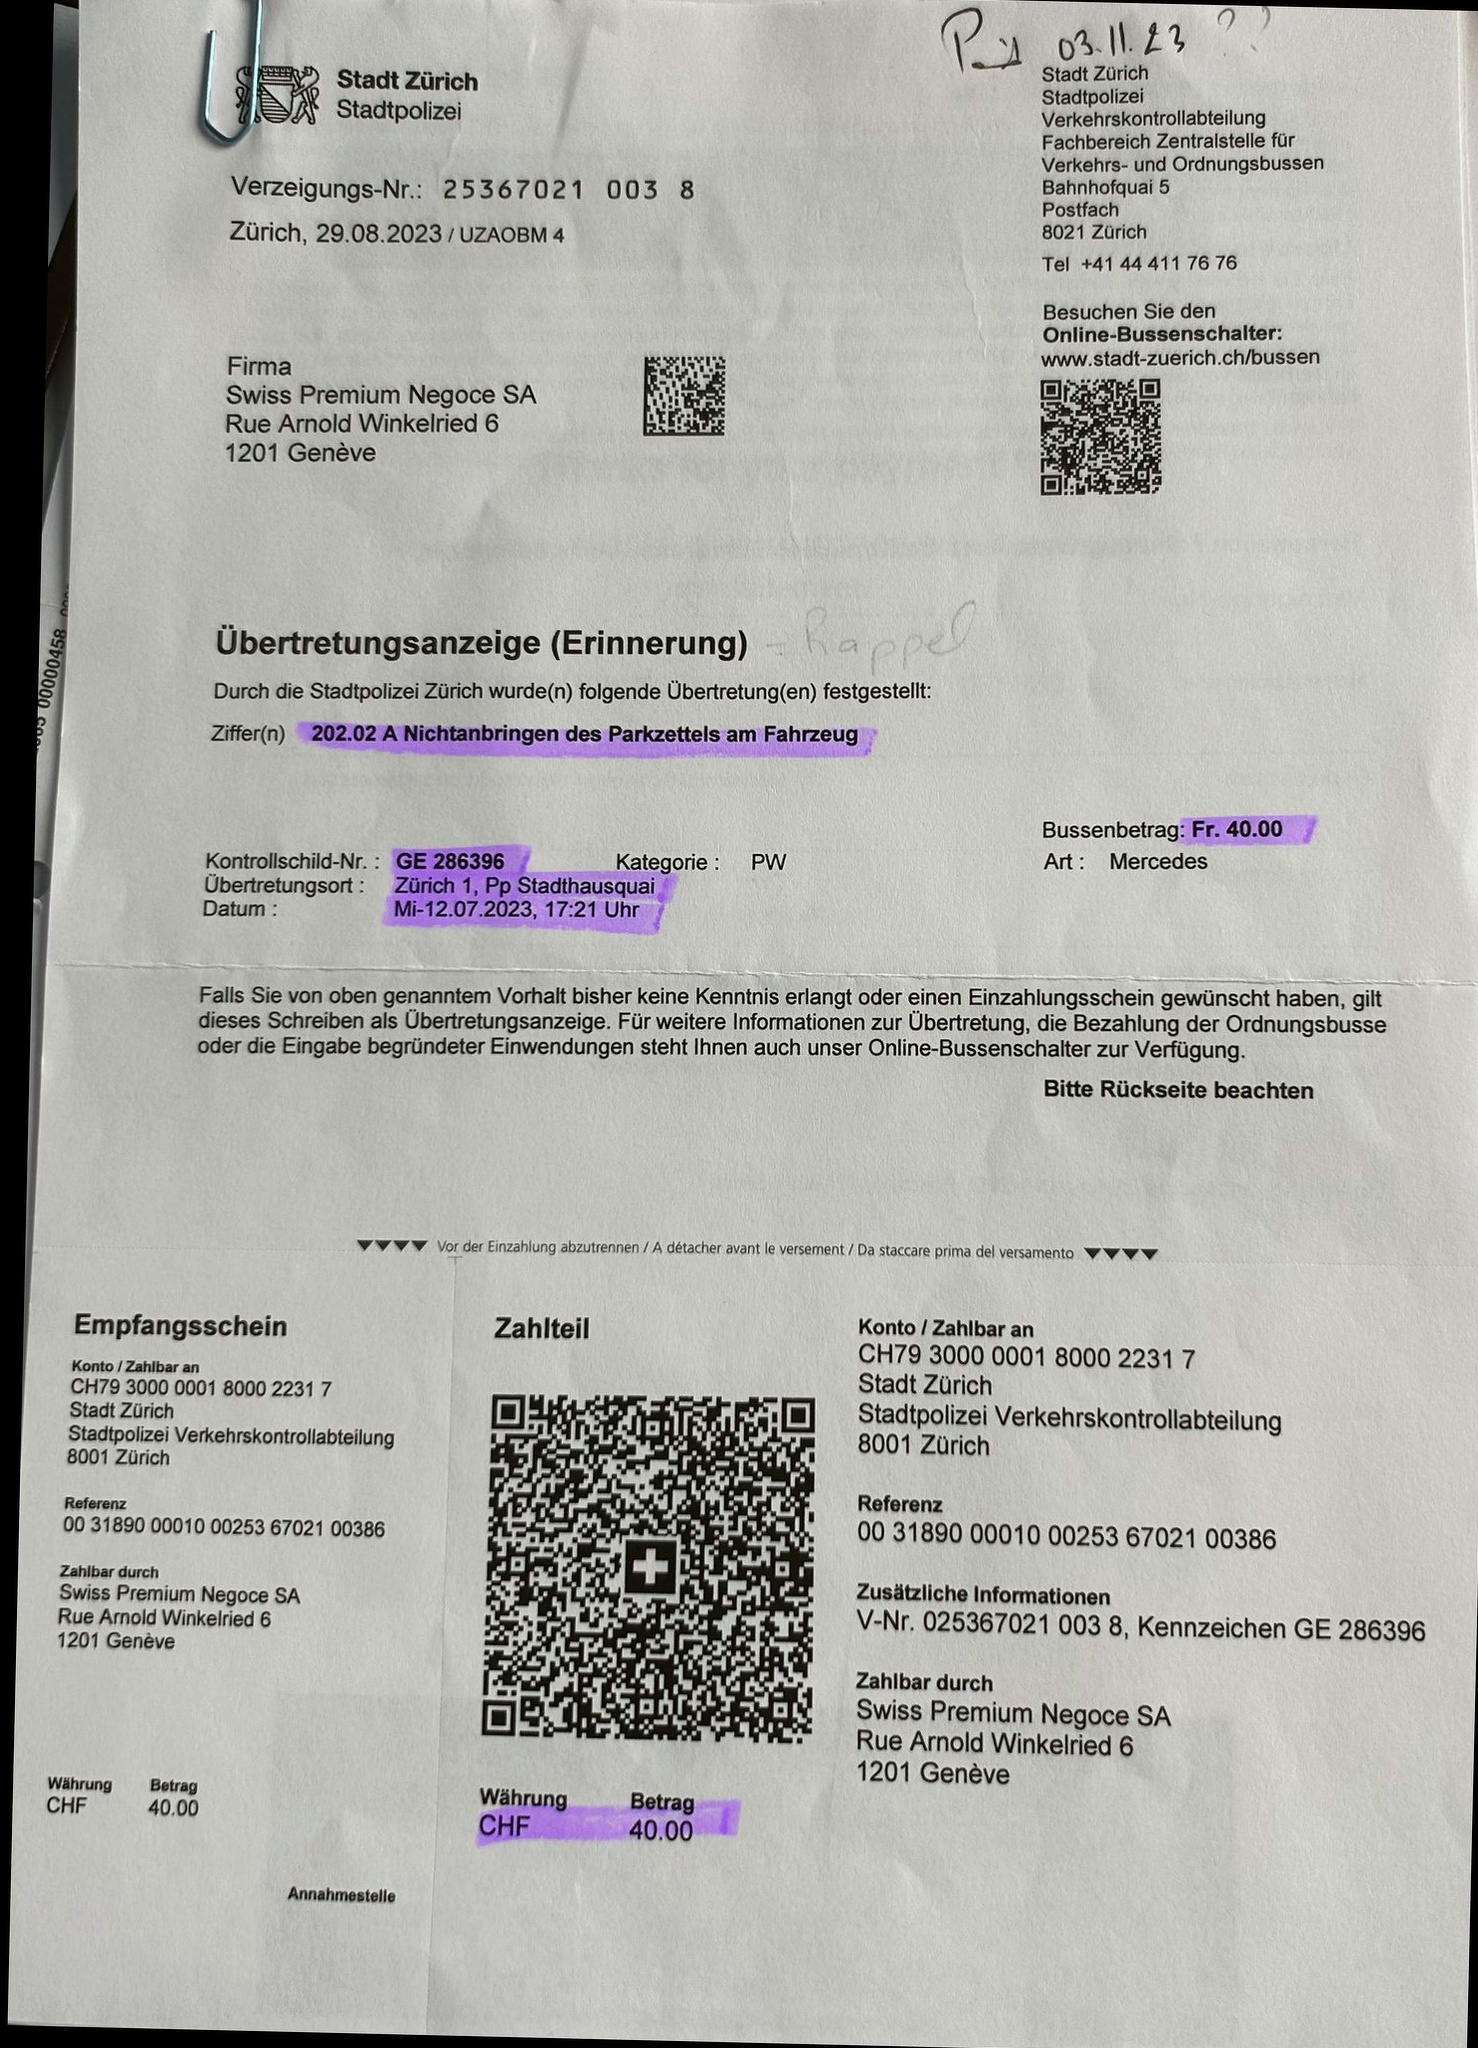 03.11.23 ??
Stadt Zürich
Stadtpolizei
Stadt Zürich
Stadtpolizei
Verkehrskontrollabteilung
Fachbereich Zentralstelle für
Verkehrs- und Ordnungsbussen
Bahnhofquai 5
Postfach
8021 Zürich
Tel +41 44 411 76 76
Verzeigungs-Nr.: 25367021 003 8
Zürich, 29.08.2023 / UZAOBM 4
Besuchen Sie den
Online-Bussenschalter:
www.stadt-zuerich.ch/bussen
Firma
Swiss Premium Negoce SA
Rue Arnold Winkelried 6
1201 Genève
Übertretungsanzeige (Erinnerung) = Rappel
Durch die Stadtpolizei Zürich wurde(n) folgende Übertretung(en) festgestellt:
Ziffer(n) 202.02 A Nichtanbringen des Parkzettels am Fahrzeug
Bussenbetrag: Fr. 40.00
Kontrollschild-Nr. : GE 286396 Kategorie : PW Art : Mercedes
Übertretungsort : Zürich 1, Pp Stadthausquai
Datum : Mi-12.07.2023, 17:21 Uhr
Falls Sie von oben genanntem Vorhalt bisher keine Kenntnis erlangt oder einen Einzahlungsschein gewünscht haben, gilt
dieses Schreiben als Übertretungsanzeige. Für weitere Informationen zur Übertretung, die Bezahlung der Ordnungsbusse
oder die Eingabe begründeter Einwendungen steht Ihnen auch unser Online-Bussenschalter zur Verfügung.
Bitte Rückseite beachten
Vor der Einzahlung abzutrennen / A détacher avant le versement / Da staccare prima del versamento
Empfangsschein
Konto / Zahlbar an
CH79 3000 0001 8000 2231 7
Stadt Zürich
Stadtpolizei Verkehrskontrollabteilung
8001 Zürich
Referenz
00 31890 00010 00253 67021 00386
Zahlbar durch
Swiss Premium Negoce SA
Rue Arnold Winkelried 6
1201 Genève
Währung Betrag
CHF 40.00
Annahmestelle
Zahlteil
Währung Betrag
CHF 40.00
Konto / Zahlbar an
CH79 3000 0001 8000 2231 7
Stadt Zürich
Stadtpolizei Verkehrskontrollabteilung
8001 Zürich
Referenz
00 31890 00010 00253 67021 00386
Zusätzliche Informationen
V-Nr. 025367021 003 8, Kennzeichen GE 286396
Zahlbar durch
Swiss Premium Negoce SA
Rue Arnold Winkelried 6
1201 Genève
00000458